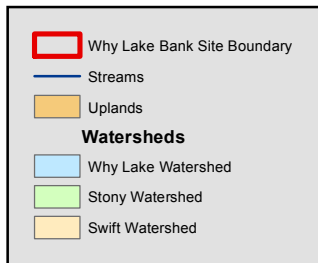 Why Lake Bank Site Boundary
Streams
Uplands
Watersheds
Why Lake Watershed
Stony Watershed
Swift Watershed